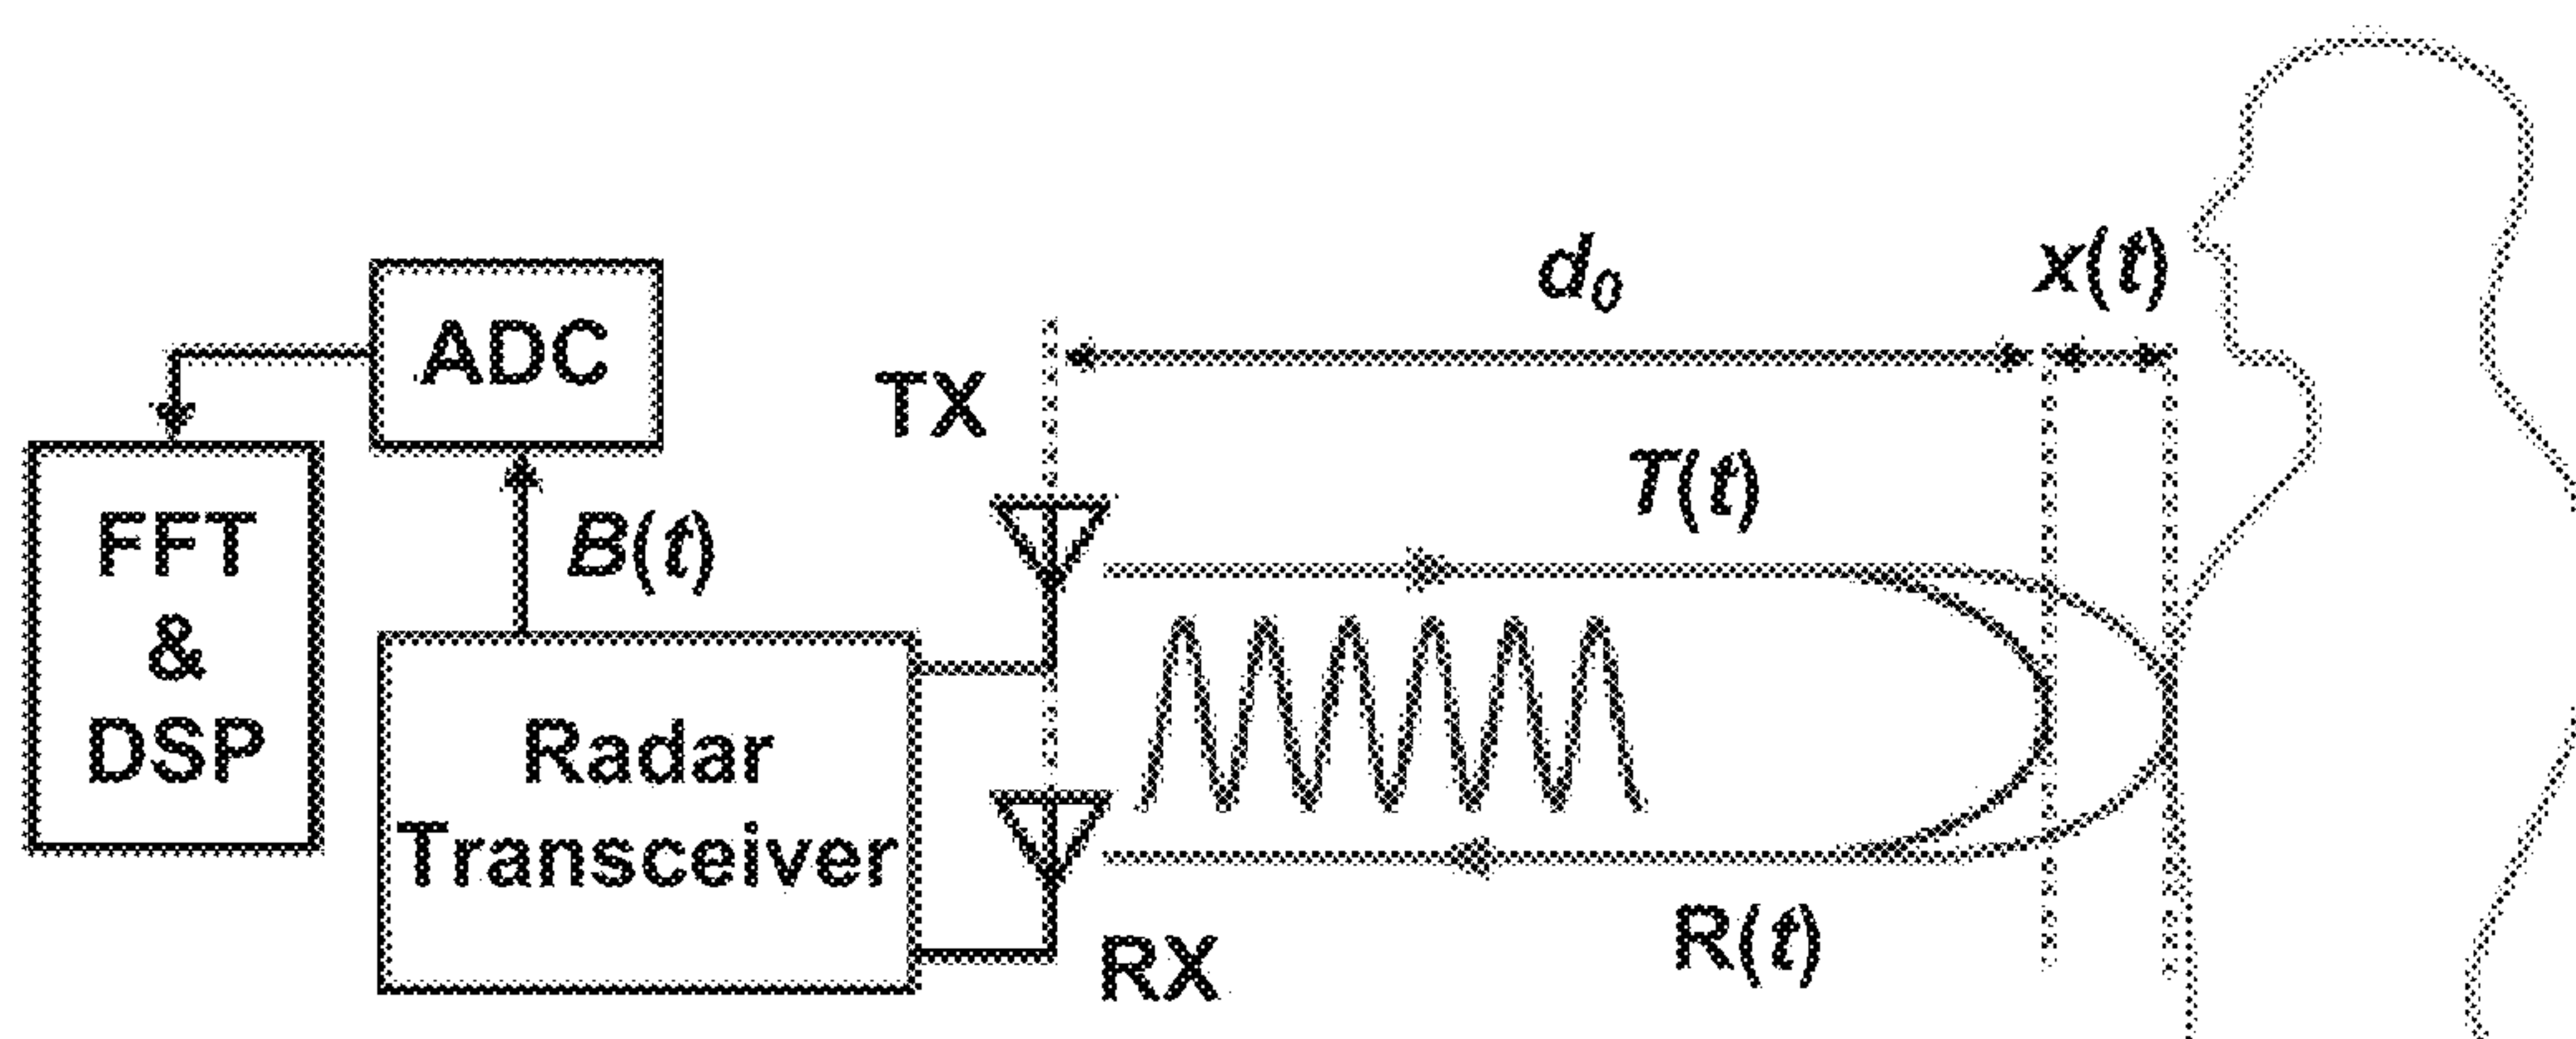 ADC
FFT
&
DSP
B(t)
Radar
Transceiver
TX
RX
d₀
x(t)
T(t)
R(t)